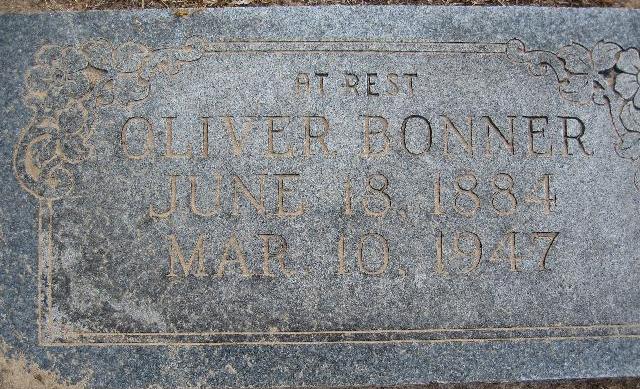 AT REST
OLIVER BONNER
JUNE 18, 1884
MAR. 10, 1947